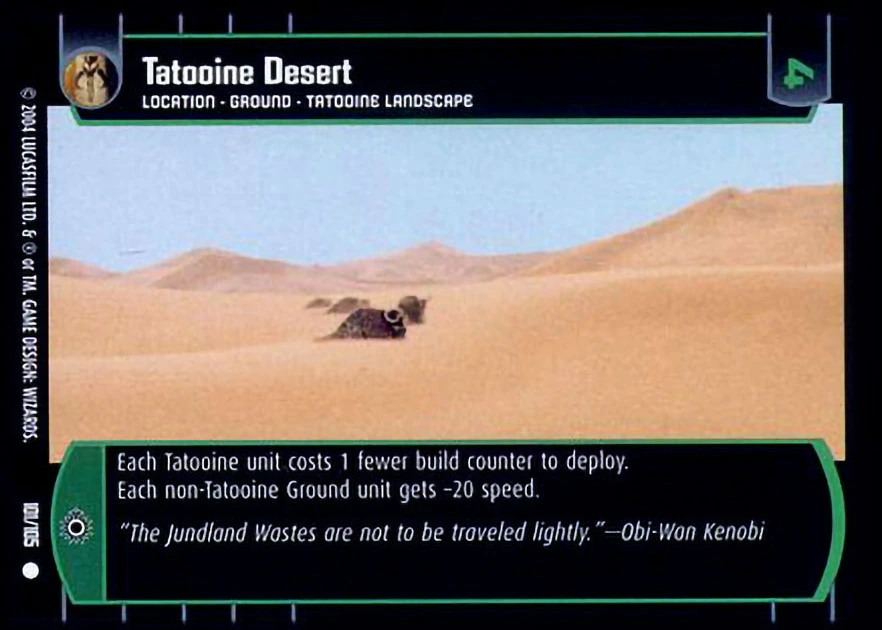 Tatooine Desert
LOCATION - GROUND - TATOOINE LANDSCAPE
4
© 2004 LUCASFILM LTD. & ® or TM. GAME DESIGN: WIZARDS.
Each Tatooine unit costs 1 fewer build counter to deploy.
Each non-Tatooine Ground unit gets –20 speed.
"The Jundland Wastes are not to be traveled lightly."—Obi-Wan Kenobi
101/105